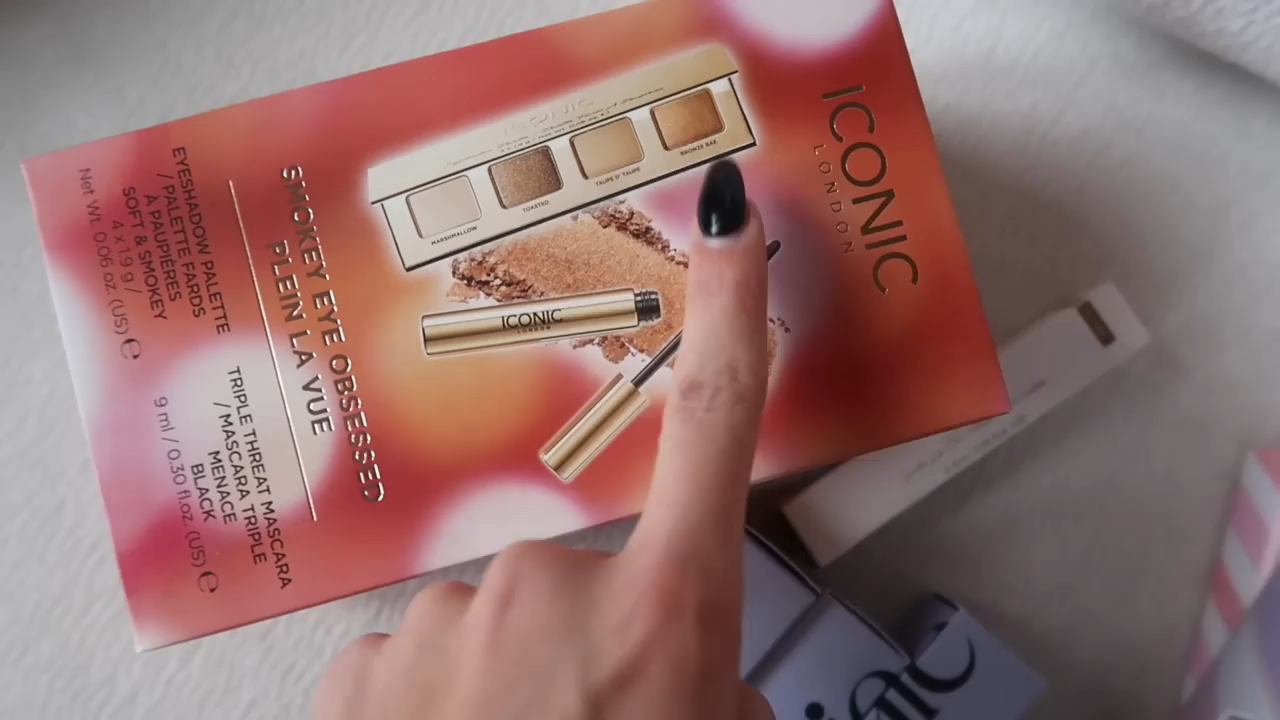 ICONIC
LONDON
ICONIC
MARSHMALLOW
TOASTED
TAUPE O' TAUPE
BRONZE BAE
ICONIC
LONDON
SMOKEY EYE OBSESSED
PLEIN LA VUE
EYESHADOW PALETTE
/ PALETTE FARDS
À PAUPIÈRES
SOFT & SMOKEY
4 x 1.9 g /
Net Wt. 0.06 oz. (US) ℮
TRIPLE THREAT MASCARA
/ MASCARA TRIPLE
MENACE
BLACK
9 ml / 0.30 fl.oz. (US) ℮